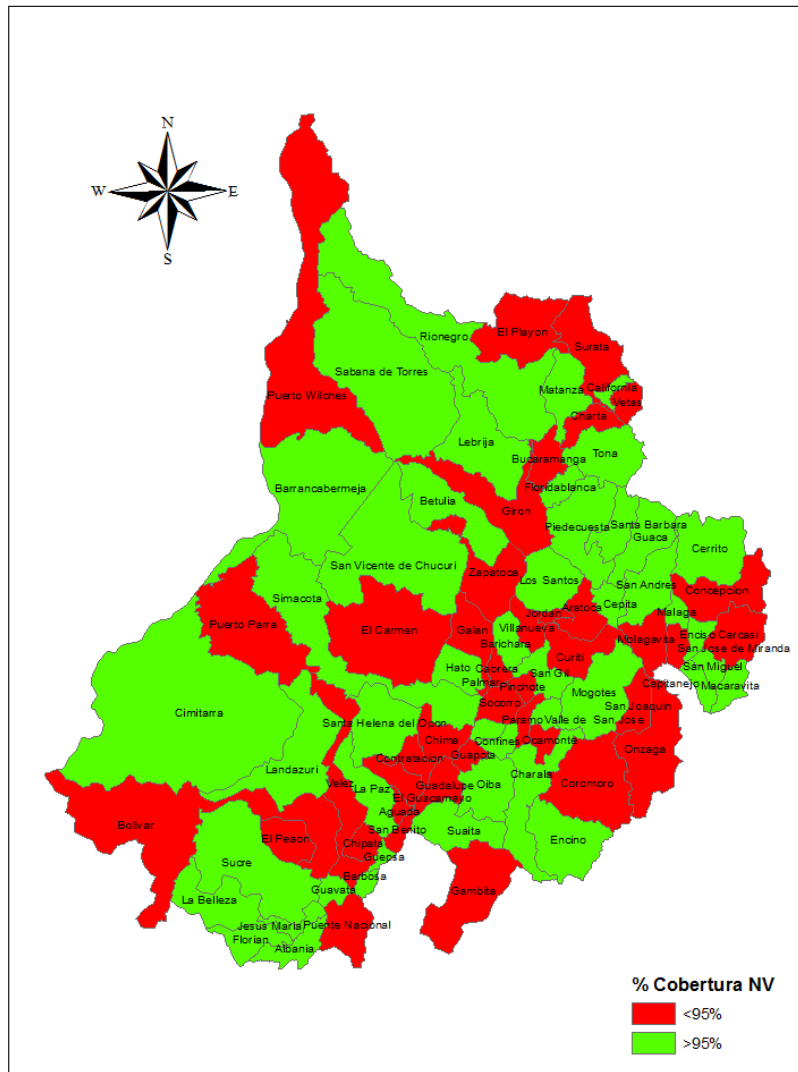 N
W
E
S
El Playon
Rionegro
Surata
Sabana de Torres
California
Matanza
Puerto Wilches
Vetas
Charta
Lebrija
Tona
Bucaramanga
Barrancabermeja
Floridablanca
Betulia
Giron
Piedecuesta
Santa Barbara
Guaca
Cerrito
San Vicente de Chucuri
Zapatoca
Los Santos
San Andres
Concepcion
Simacota
Cepita
Aratoca
Jordan
Malaga
Puerto Parra
El Carmen
Galan
Villanueva
Enciso
Carcasi
Molagavita
Barichara
Curiti
San Jose de Miranda
Hato
Cabrera
San Gil
San Miguel
Palmar
Pinchote
Capitanejo
Macaravita
Mogotes
Cimitarra
Socorro
San Joaquin
Santa Helena del Opon
Paramo
Valle de San Jose
Chima
Confines
Ocamonte
Onzaga
Contratacion
Guapota
Landazuri
Charala
Velez
La Paz
Guadalupe
Oiba
Coromoro
El Guacamayo
Aguada
Bolivar
San Benito
Suaita
El Peaon
Chipata
Encino
Guepsa
Sucre
Barbosa
Guavata
Gambita
La Belleza
Jesus Maria
Puente Nacional
Florian
Albania
% Cobertura NV
<95%
>95%